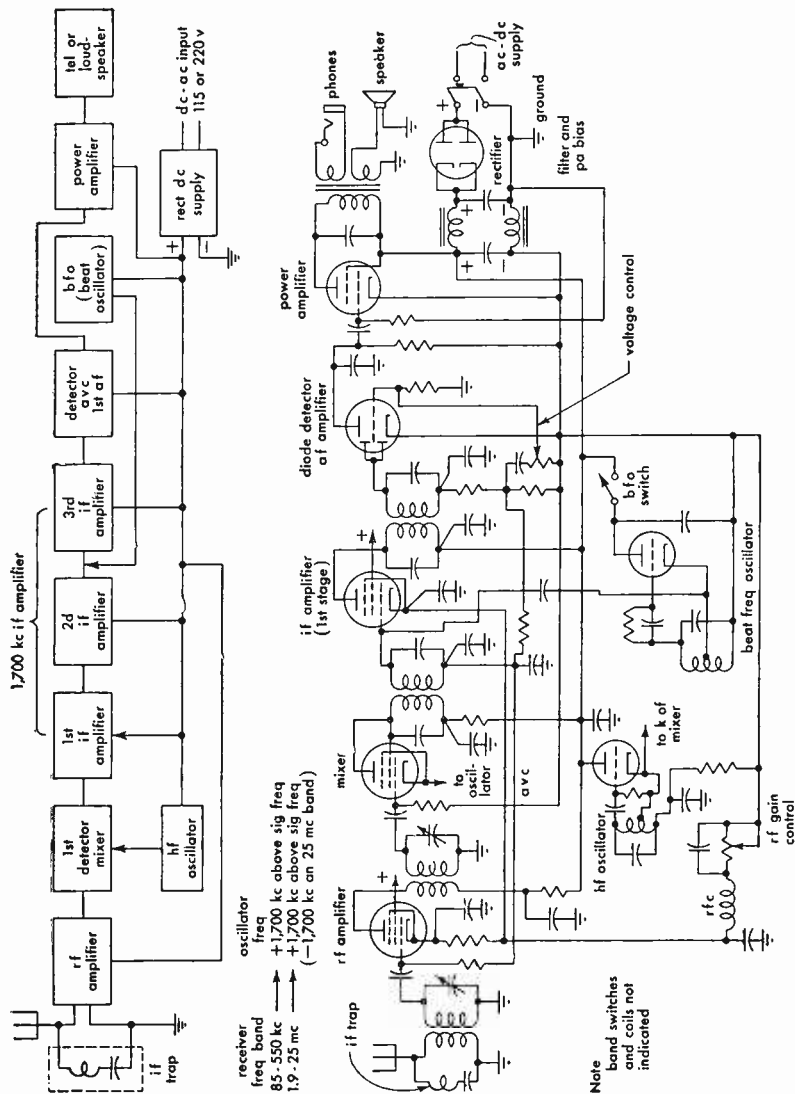 1,700 kc if amplifier
rf
amplifier
1st
detector
mixer
1st
if
amplifier
2d
if
amplifier
3rd
if
amplifier
detector
avc
1st af
bfo
(beat
oscillator)
power
amplifier
tel or
loud-
speaker
if
trap
hf
oscillator
+
-
rect dc
supply
dc-ac input
115 or 220 v
receiver
freq band
oscillator
freq
85-550 kc
+1,700 kc above sig freq
1.9-25 mc
+1,700 kc above sig freq
(-1,700 kc an 25 mc band)
if trap
rf amplifier
+
mixer
to
oscil-
lator
avc
if amplifier
(1st stage)
+
diode detector
af amplifier
power
amplifier
phones
speaker
ac-dc
supply
+
-
rectifier
ground
filter and
pa bias
+
-
+
-
voltage control
bfo
switch
beat freq oscillator
hf oscillator
to k of
mixer
rfc
rf gain
control
Note
band switches
and coils not
indicated